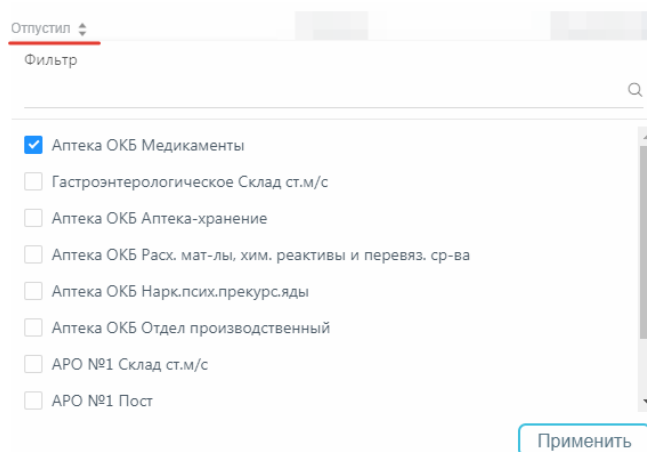 Отпустил
Фильтр
Аптека ОКБ Медикаменты
Гастроэнтерологическое Склад ст.м/с
Аптека ОКБ Аптека-хранение
Аптека ОКБ Расх. мат-лы, хим. реактивы и перевяз. ср-ва
Аптека ОКБ Нарк.псих.прекурс.яды
Аптека ОКБ Отдел производственный
АРО №1 Склад ст.м/с
АРО №1 Пост
Применить